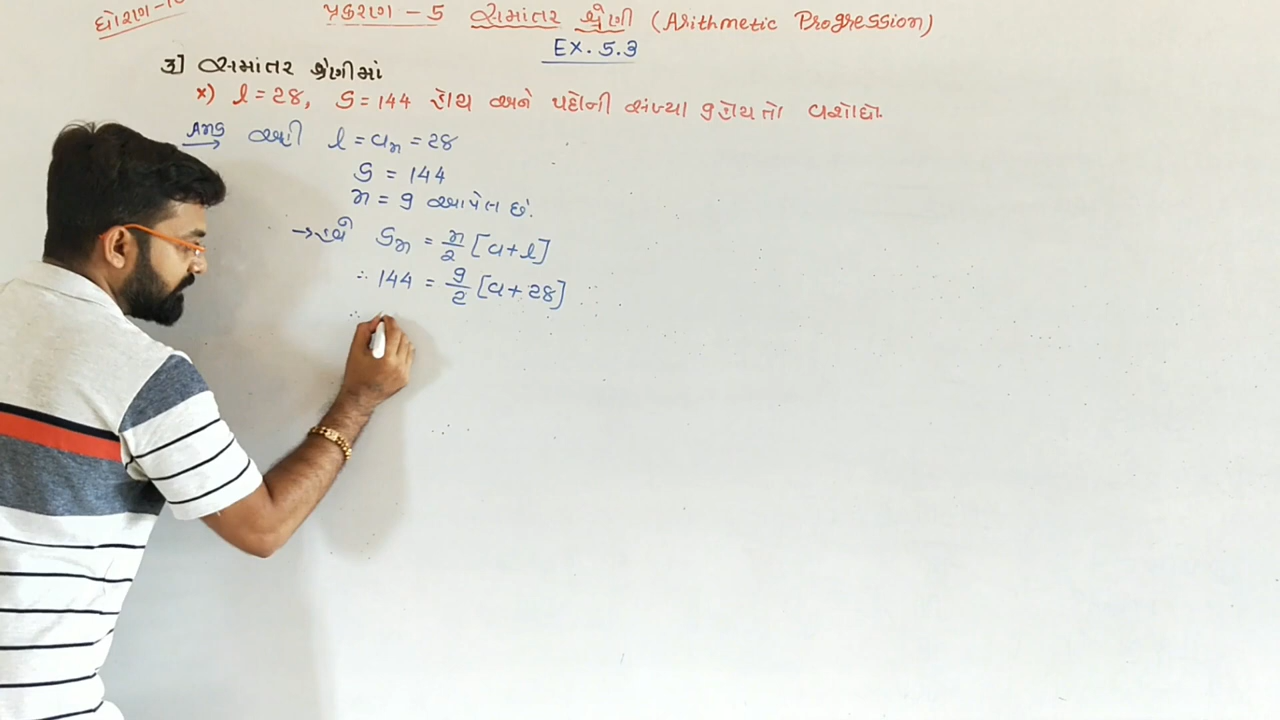 ધોરણ-10
પ્રકરણ - 5 સમાંતર શ્રેણી (Arithmetic Progression)
Ex. 5.3
3] સમાંતર શ્રેણીમાં
x) l = 28, S = 144 હોય અને પદોની સંખ્યા 9 હોય તો a શોધો.
Ans અહીં l = an = 28
S = 144
n = 9 આપેલ છે.
→ હવે Sn = n/2 [a + l]
∴ 144 = 9/2 [a + 28]
∴